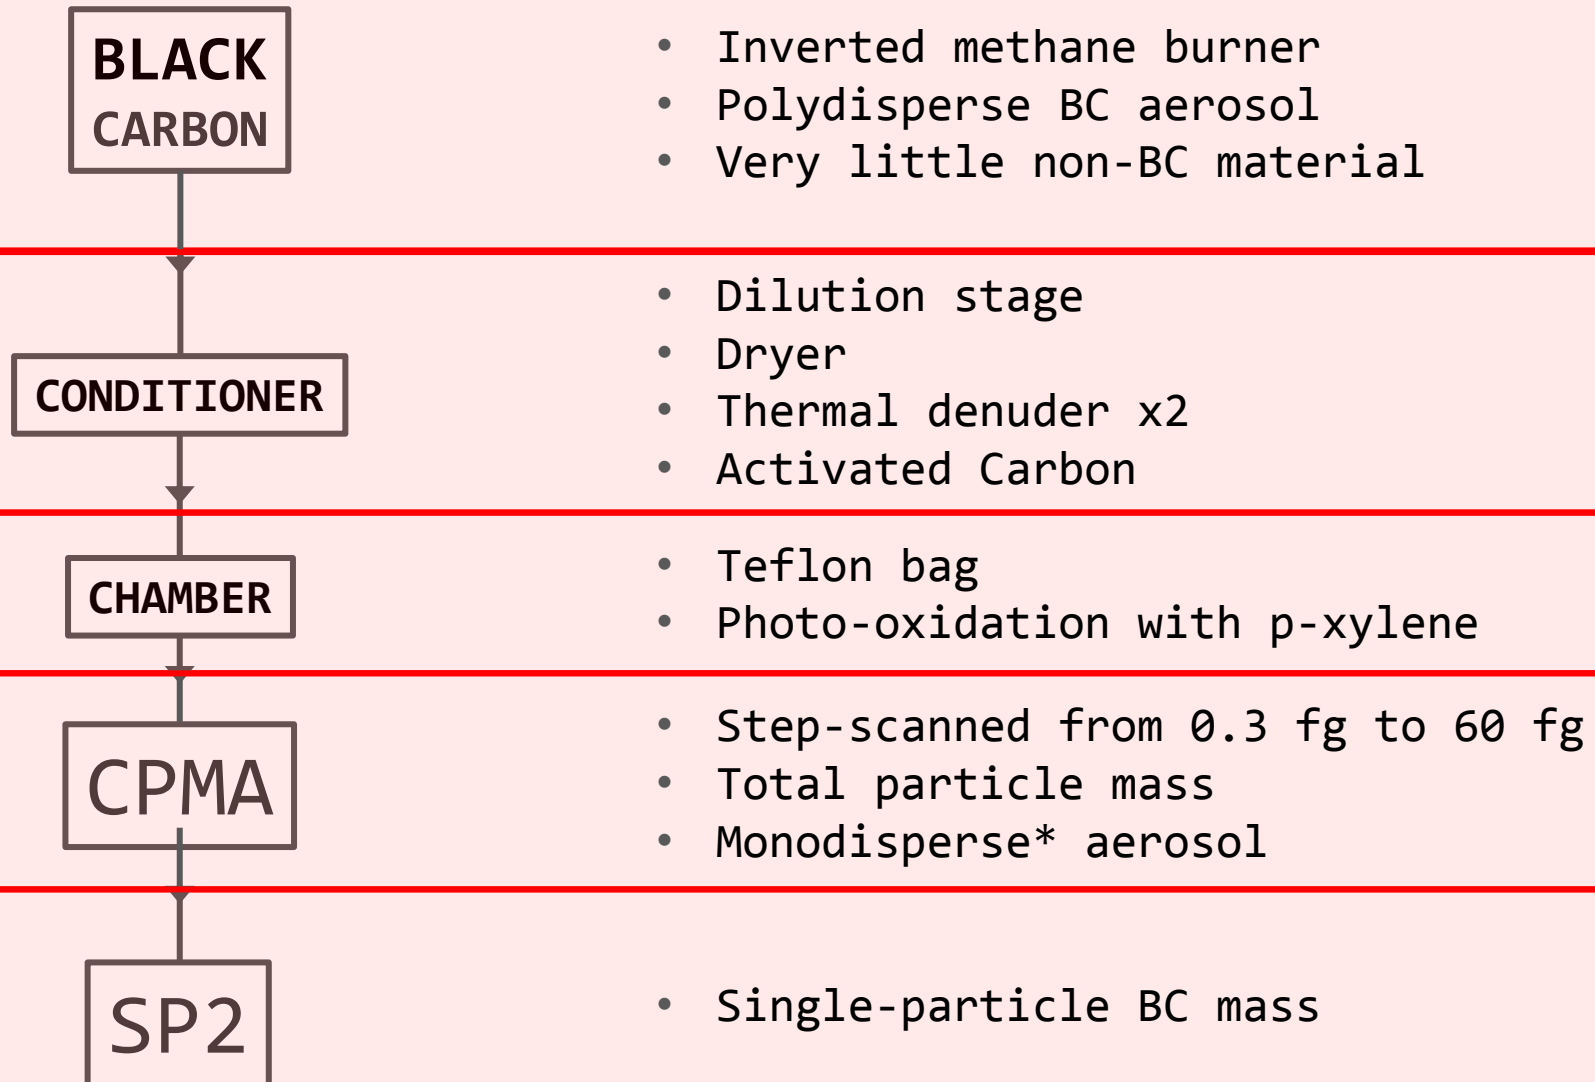 BLACK
CARBON
• Inverted methane burner
• Polydisperse BC aerosol
• Very little non-BC material
CONDITIONER
• Dilution stage
• Dryer
• Thermal denuder x2
• Activated Carbon
CHAMBER
• Teflon bag
• Photo-oxidation with p-xylene
CPMA
• Step-scanned from 0.3 fg to 60 fg
• Total particle mass
• Monodisperse* aerosol
SP2
• Single-particle BC mass